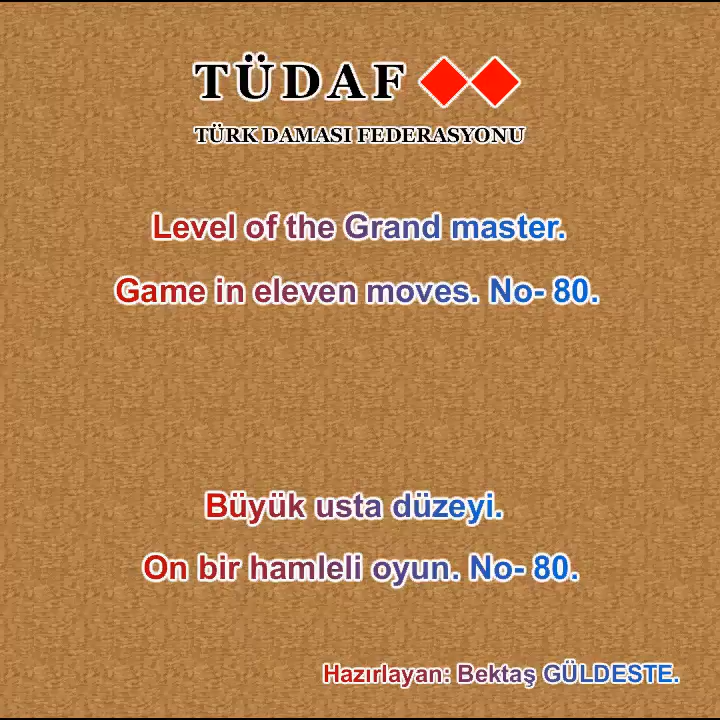 TÜDAF
TÜRK DAMASI FEDERASYONU
Level of the Grand master.
Game in eleven moves. No- 80.
Büyük usta düzeyi.
On bir hamleli oyun. No- 80.
Hazırlayan: Bektaş GÜLDESTE.